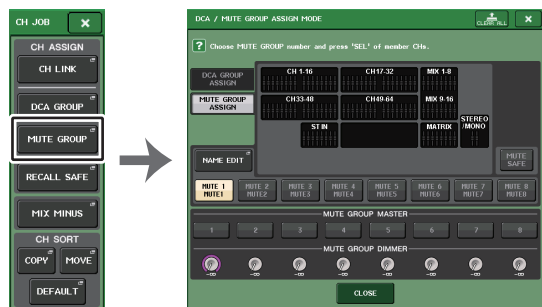 CH JOB
×
CH ASSIGN
CH LINK
DCA GROUP
MUTE GROUP
RECALL SAFE
MIX MINUS
CH SORT
COPY MOVE
DEFAULT
DCA / MUTE GROUP ASSIGN MODE
CLEAR ALL
×
? Choose MUTE GROUP number and press 'SEL' of member CHs.
DCA GROUP
ASSIGN
MUTE GROUP
ASSIGN
NAME EDIT
CH 1-16 CH17-32 MIX 1-8
CH33-48 CH49-64 MIX 9-16
ST IN MATRIX STEREO
/MONO
MUTE
SAFE
MUTE 1 MUTE 2 MUTE 3 MUTE 4 MUTE 5 MUTE 6 MUTE 7 MUTE 8
MUTE1 MUTE2 MUTE3 MUTE4 MUTE5 MUTE6 MUTE7 MUTE8
MUTE GROUP MASTER
1 2 3 4 5 6 7 8
MUTE GROUP DIMMER
-∞ -∞ -∞ -∞ -∞ -∞ -∞ -∞
CLOSE